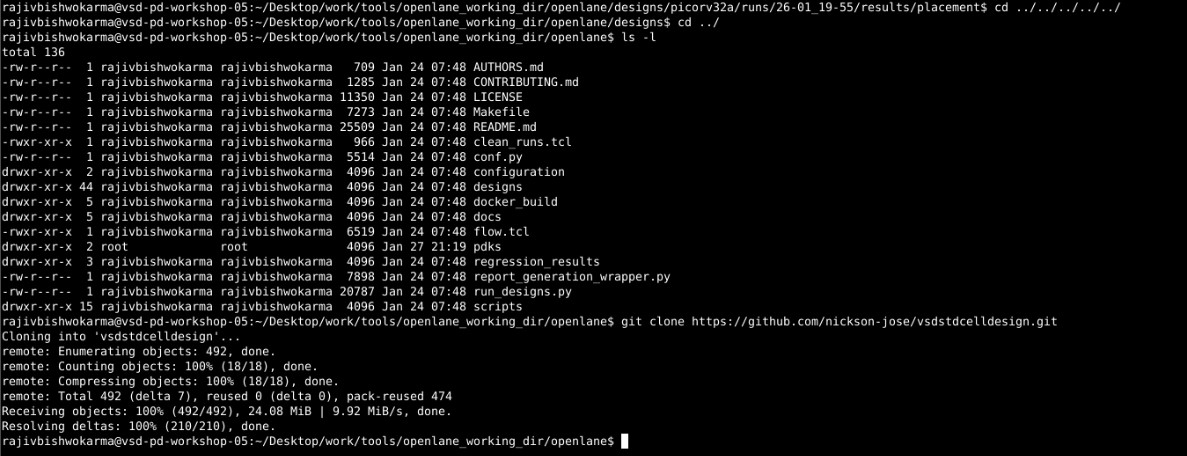 rajivbishwokarma@vsd-pd-workshop-05:~/Desktop/work/tools/openlane_working_dir/openlane/designs/picorv32a/runs/26-01_19-55/results/placement$ cd ../../../../../
rajivbishwokarma@vsd-pd-workshop-05:~/Desktop/work/tools/openlane_working_dir/openlane/designs$ cd ../
rajivbishwokarma@vsd-pd-workshop-05:~/Desktop/work/tools/openlane_working_dir/openlane$ ls -l
total 136
-rw-r--r--  1 rajivbishwokarma rajivbishwokarma   709 Jan 24 07:48 AUTHORS.md
-rw-r--r--  1 rajivbishwokarma rajivbishwokarma  1285 Jan 24 07:48 CONTRIBUTING.md
-rw-r--r--  1 rajivbishwokarma rajivbishwokarma 11350 Jan 24 07:48 LICENSE
-rw-r--r--  1 rajivbishwokarma rajivbishwokarma  7273 Jan 24 07:48 Makefile
-rw-r--r--  1 rajivbishwokarma rajivbishwokarma 25509 Jan 24 07:48 README.md
-rwxr-xr-x  1 rajivbishwokarma rajivbishwokarma   966 Jan 24 07:48 clean_runs.tcl
-rw-r--r--  1 rajivbishwokarma rajivbishwokarma  5514 Jan 24 07:48 conf.py
drwxr-xr-x  2 rajivbishwokarma rajivbishwokarma  4096 Jan 24 07:48 configuration
drwxr-xr-x 44 rajivbishwokarma rajivbishwokarma  4096 Jan 24 07:48 designs
drwxr-xr-x  5 rajivbishwokarma rajivbishwokarma  4096 Jan 24 07:48 docker_build
drwxr-xr-x  5 rajivbishwokarma rajivbishwokarma  4096 Jan 24 07:48 docs
-rwxr-xr-x  1 rajivbishwokarma rajivbishwokarma  6519 Jan 24 07:48 flow.tcl
drwxr-xr-x  2 root             root              4096 Jan 27 21:19 pdks
drwxr-xr-x  3 rajivbishwokarma rajivbishwokarma  4096 Jan 24 07:48 regression_results
-rw-r--r--  1 rajivbishwokarma rajivbishwokarma  7898 Jan 24 07:48 report_generation_wrapper.py
-rw-r--r--  1 rajivbishwokarma rajivbishwokarma 20787 Jan 24 07:48 run_designs.py
drwxr-xr-x 15 rajivbishwokarma rajivbishwokarma  4096 Jan 24 07:48 scripts
rajivbishwokarma@vsd-pd-workshop-05:~/Desktop/work/tools/openlane_working_dir/openlane$ git clone https://github.com/nickson-jose/vsdstdcelldesign.git
Cloning into 'vsdstdcelldesign'...
remote: Enumerating objects: 492, done.
remote: Counting objects: 100% (18/18), done.
remote: Compressing objects: 100% (18/18), done.
remote: Total 492 (delta 7), reused 0 (delta 0), pack-reused 474
Receiving objects: 100% (492/492), 24.08 MiB | 9.92 MiB/s, done.
Resolving deltas: 100% (210/210), done.
rajivbishwokarma@vsd-pd-workshop-05:~/Desktop/work/tools/openlane_working_dir/openlane$